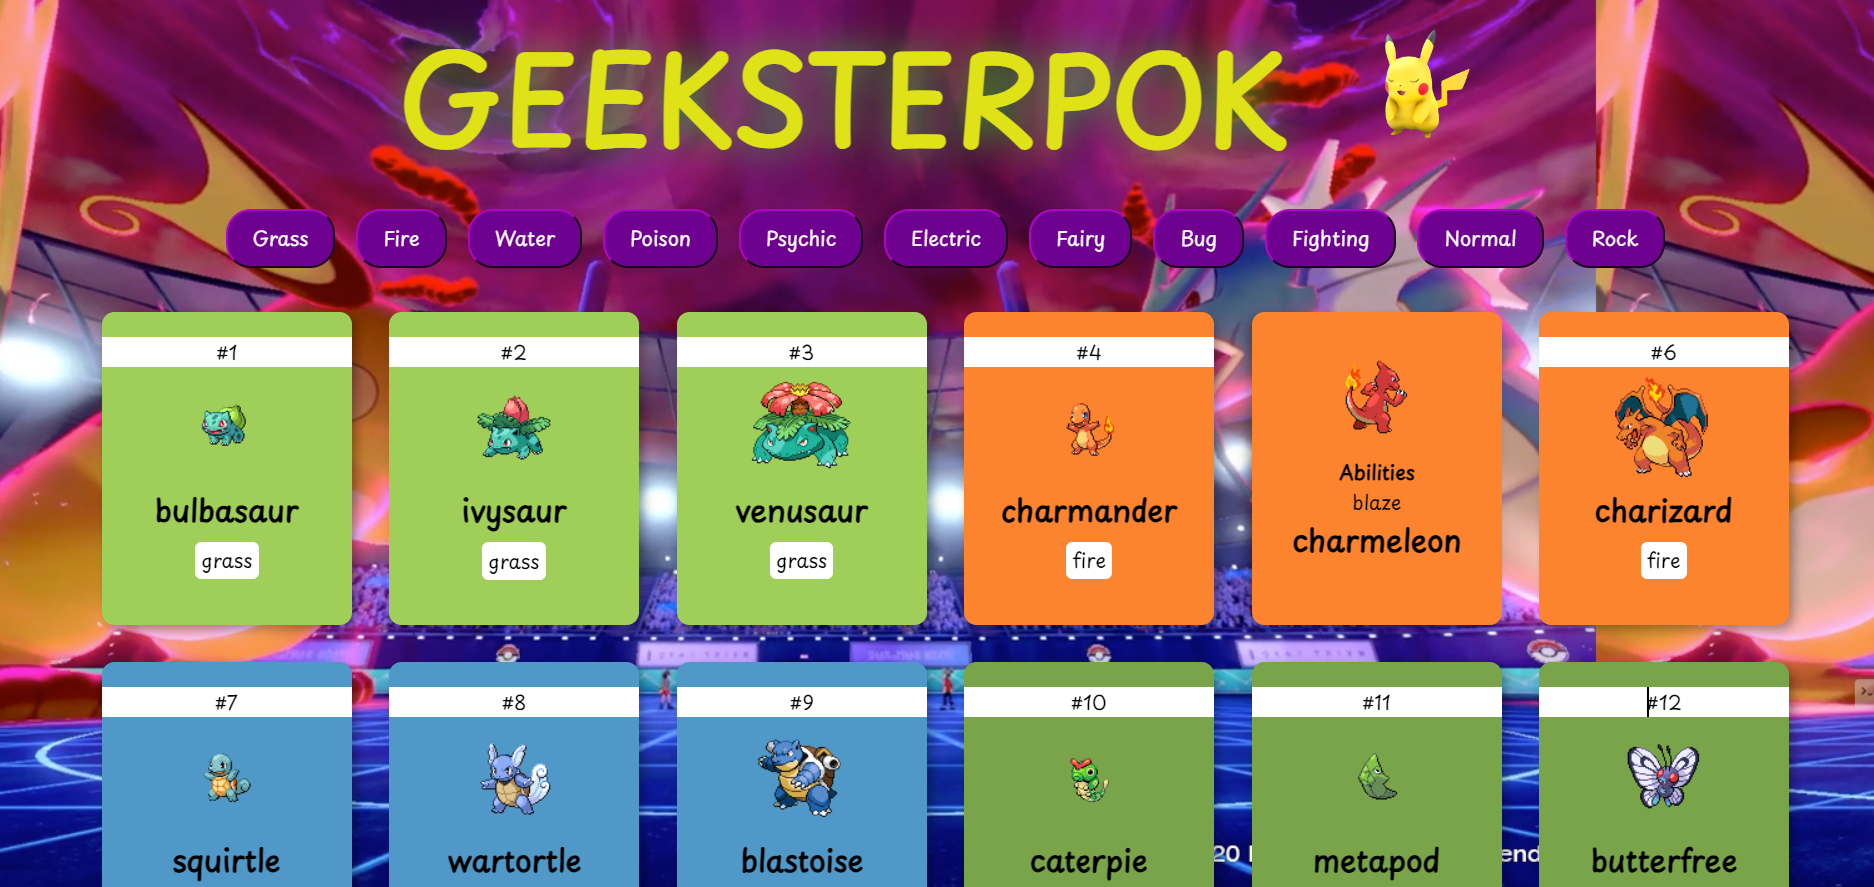 GEEKSTERPOK
Grass Fire Water Poison Psychic Electric Fairy Bug Fighting Normal Rock
#1 #2 #3 #4 #6
Abilities
blaze
bulbasaur ivysaur venusaur charmander charmeleon charizard
grass grass grass fire fire
#7 #8 #9 #10 #11 #12
squirtle wartortle blastoise caterpie metapod butterfree
20 end